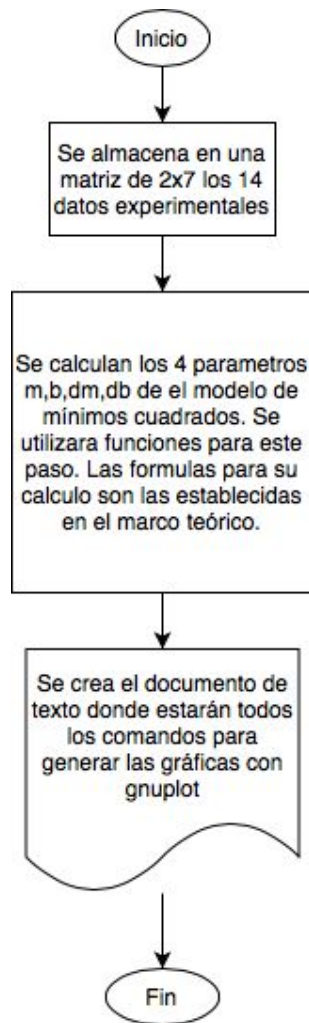 Inicio
Se almacena en una
matriz de 2x7 los 14
datos experimentales
Se calculan los 4 parametros
m,b,dm,db de el modelo de
mínimos cuadrados. Se
utilizara funciones para este
paso. Las formulas para su
calculo son las establecidas
en el marco teórico.
Se crea el documento de
texto donde estarán todos
los comandos para
generar las gráficas con
gnuplot
Fin